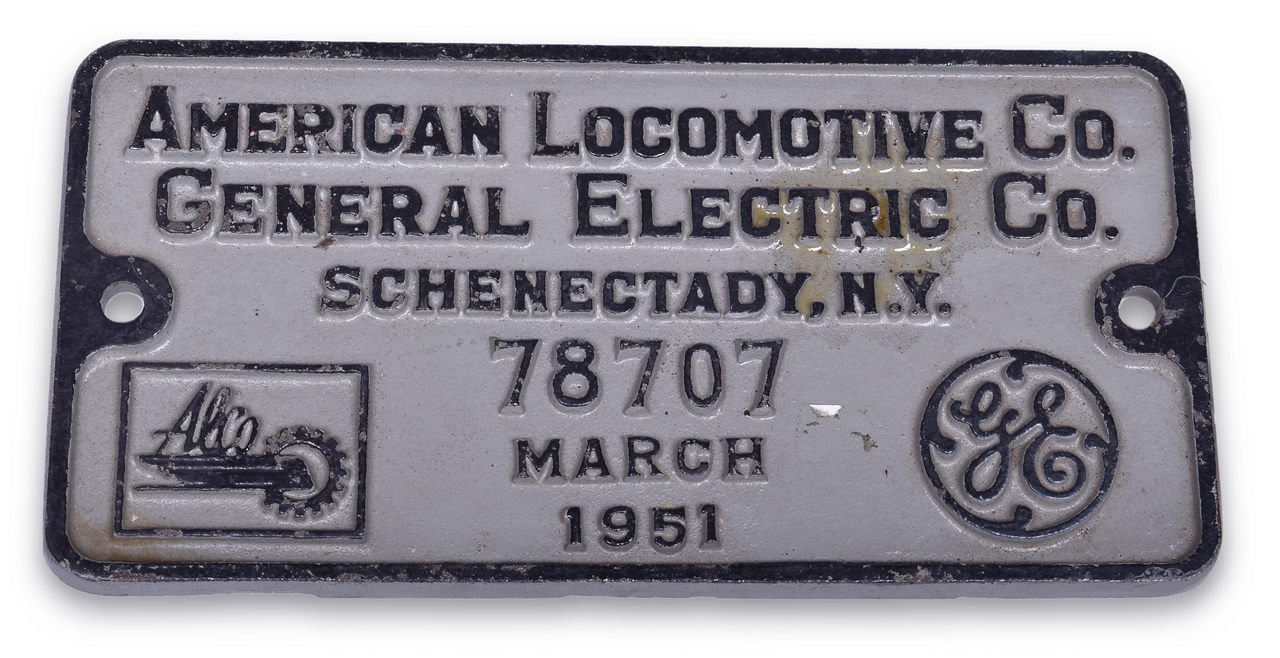 AMERICAN LOCOMOTIVE CO.
GENERAL ELECTRIC CO.
SCHENECTADY, N.Y.
78707
MARCH
1951
Alco
GE